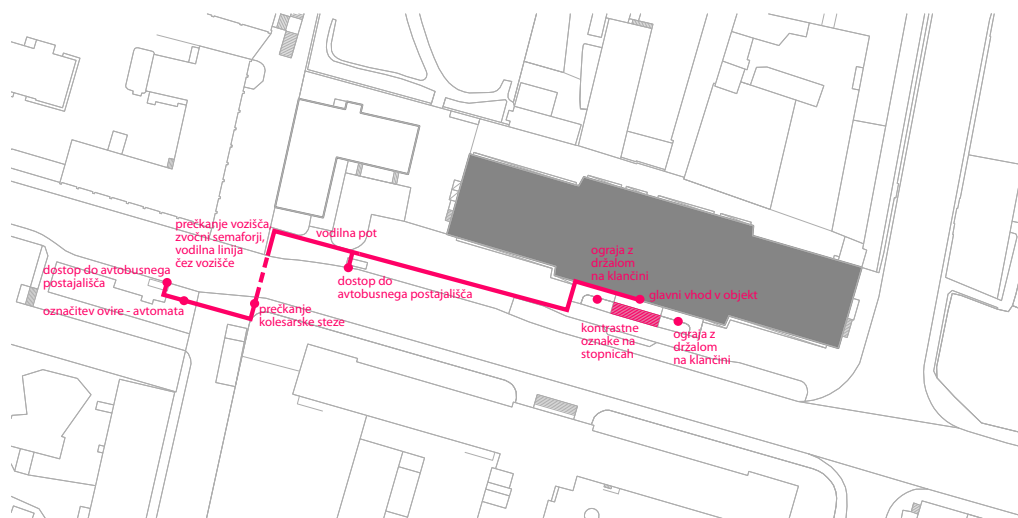 prečkanje vozišča,
zvočni semaforji,
vodilna linija
čez vozišče
vodilna pot
dostop do avtobusnega
postajališča
označitev ovire - avtomata
prečkanje
kolesarske steze
dostop do
avtobusnega postajališča
ograja z
držalom
na klančini
glavni vhod v objekt
kontrastne
oznake na
stopnicah
ograja z
držalom
na klančini